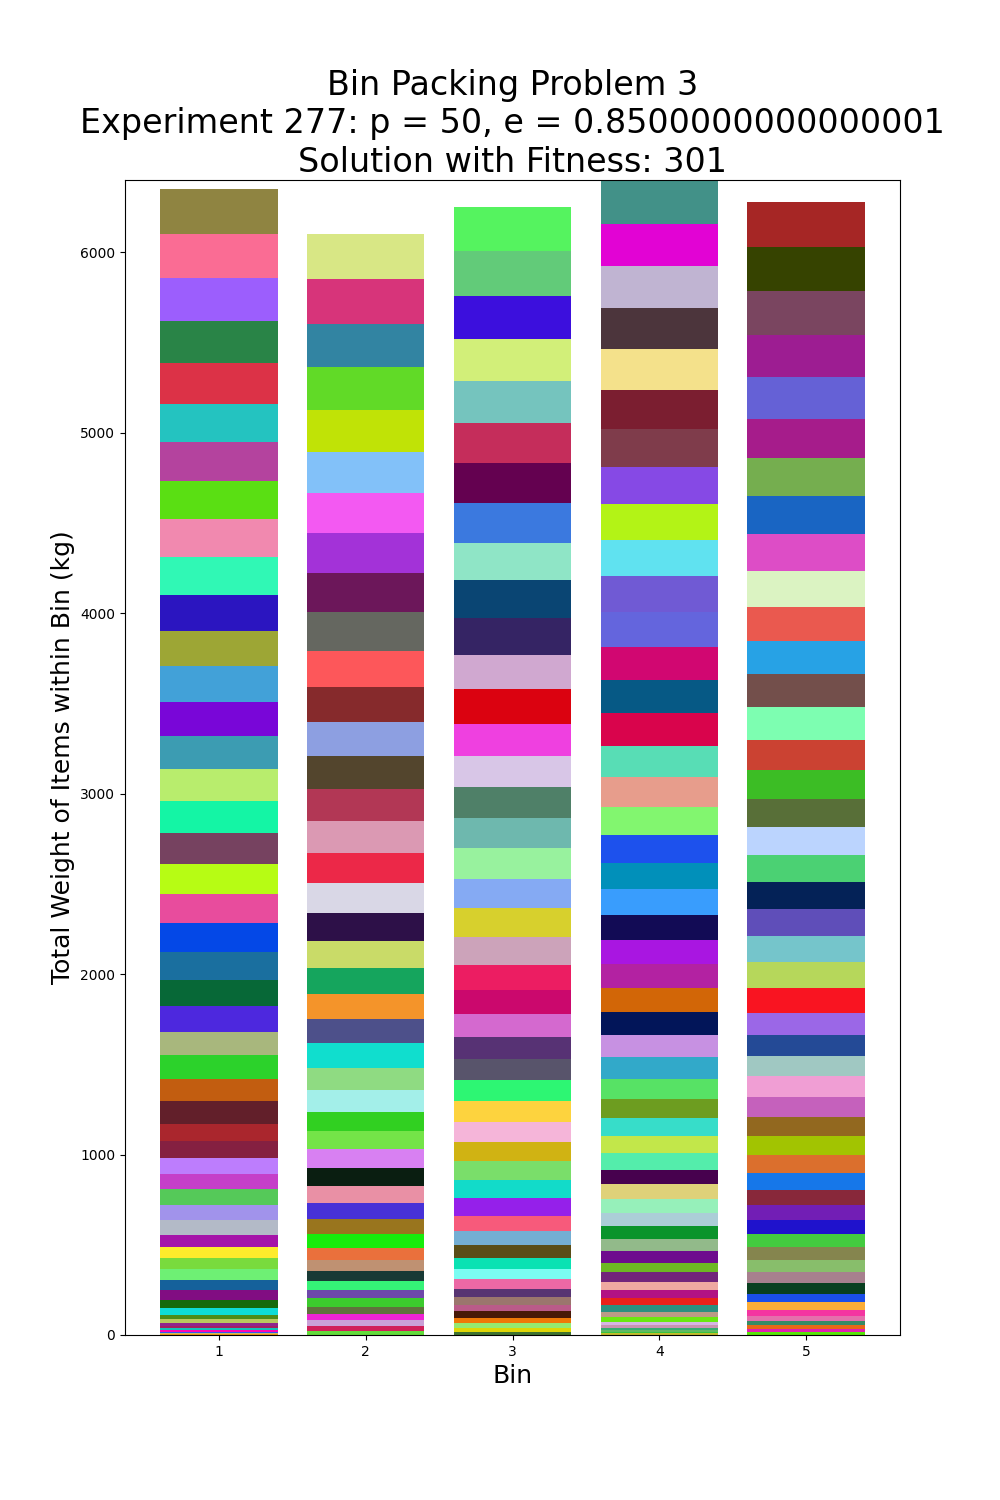 Bin Packing Problem 3
Experiment 277: p = 50, e = 0.8500000000000001
Solution with Fitness: 301
Total Weight of Items within Bin (kg)
6000
5000
4000
3000
2000
1000
0
1 2 3 4 5
Bin